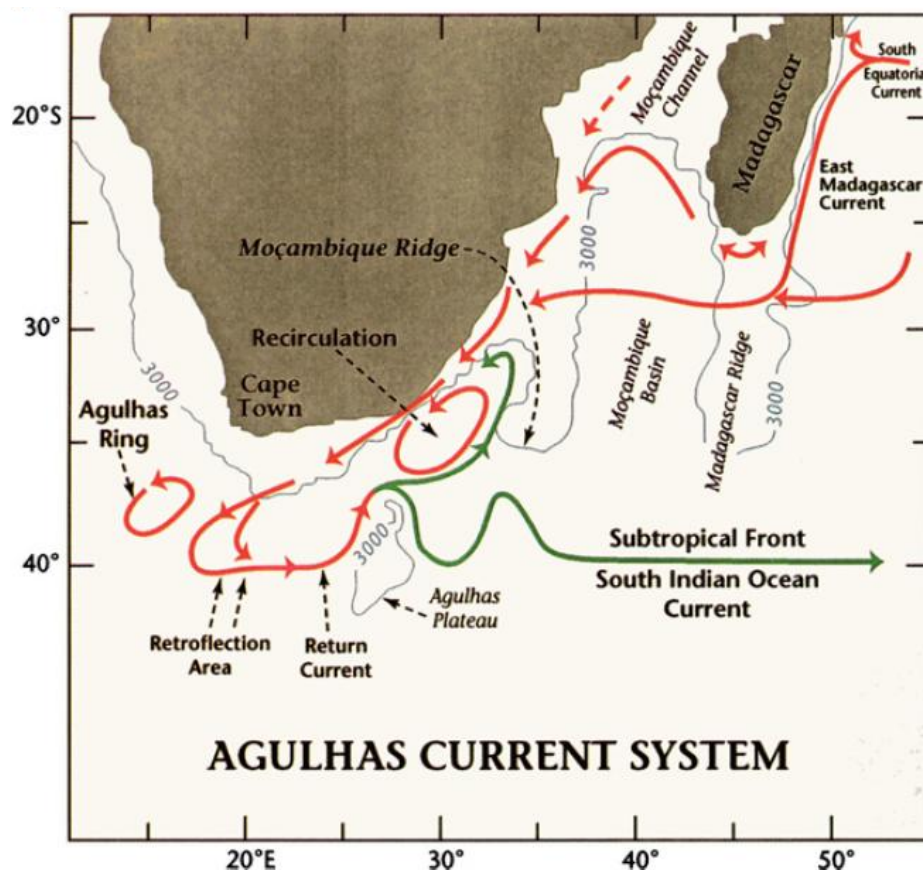 South
Equatorial
Current
Moçambique
Channel
Madagascar
20°S
East
Madagascar
Current
Moçambique Ridge
3000
30°
Recirculation
Moçambique
Basin
Madagascar Ridge
3000
3000
Cape
Town
Agulhas
Ring
3000
Subtropical Front
40°
South Indian Ocean
Current
Agulhas
Plateau
Retroflection
Area
Return
Current
AGULHAS CURRENT SYSTEM
20°E
30°
40°
50°